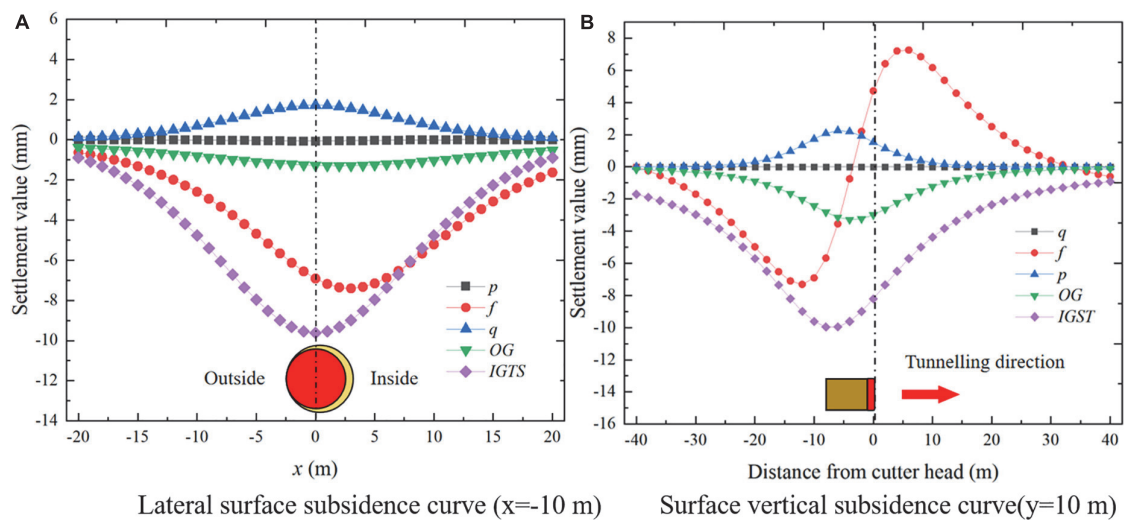 A
6
4
2
0
-2
-4
-6
-8
-10
-12
-14
Settlement value (mm)
p
f
q
OG
IGTS
Outside
Inside
-20 -15 -10 -5 0 5 10 15 20
x (m)
Lateral surface subsidence curve (x=-10 m)
B
8
6
4
2
0
-2
-4
-6
-8
-10
-12
-14
-16
Settlement value (mm)
q
f
p
OG
IGST
Tunnelling direction
-40 -30 -20 -10 0 10 20 30 40
Distance from cutter head (m)
Surface vertical subsidence curve(y=10 m)